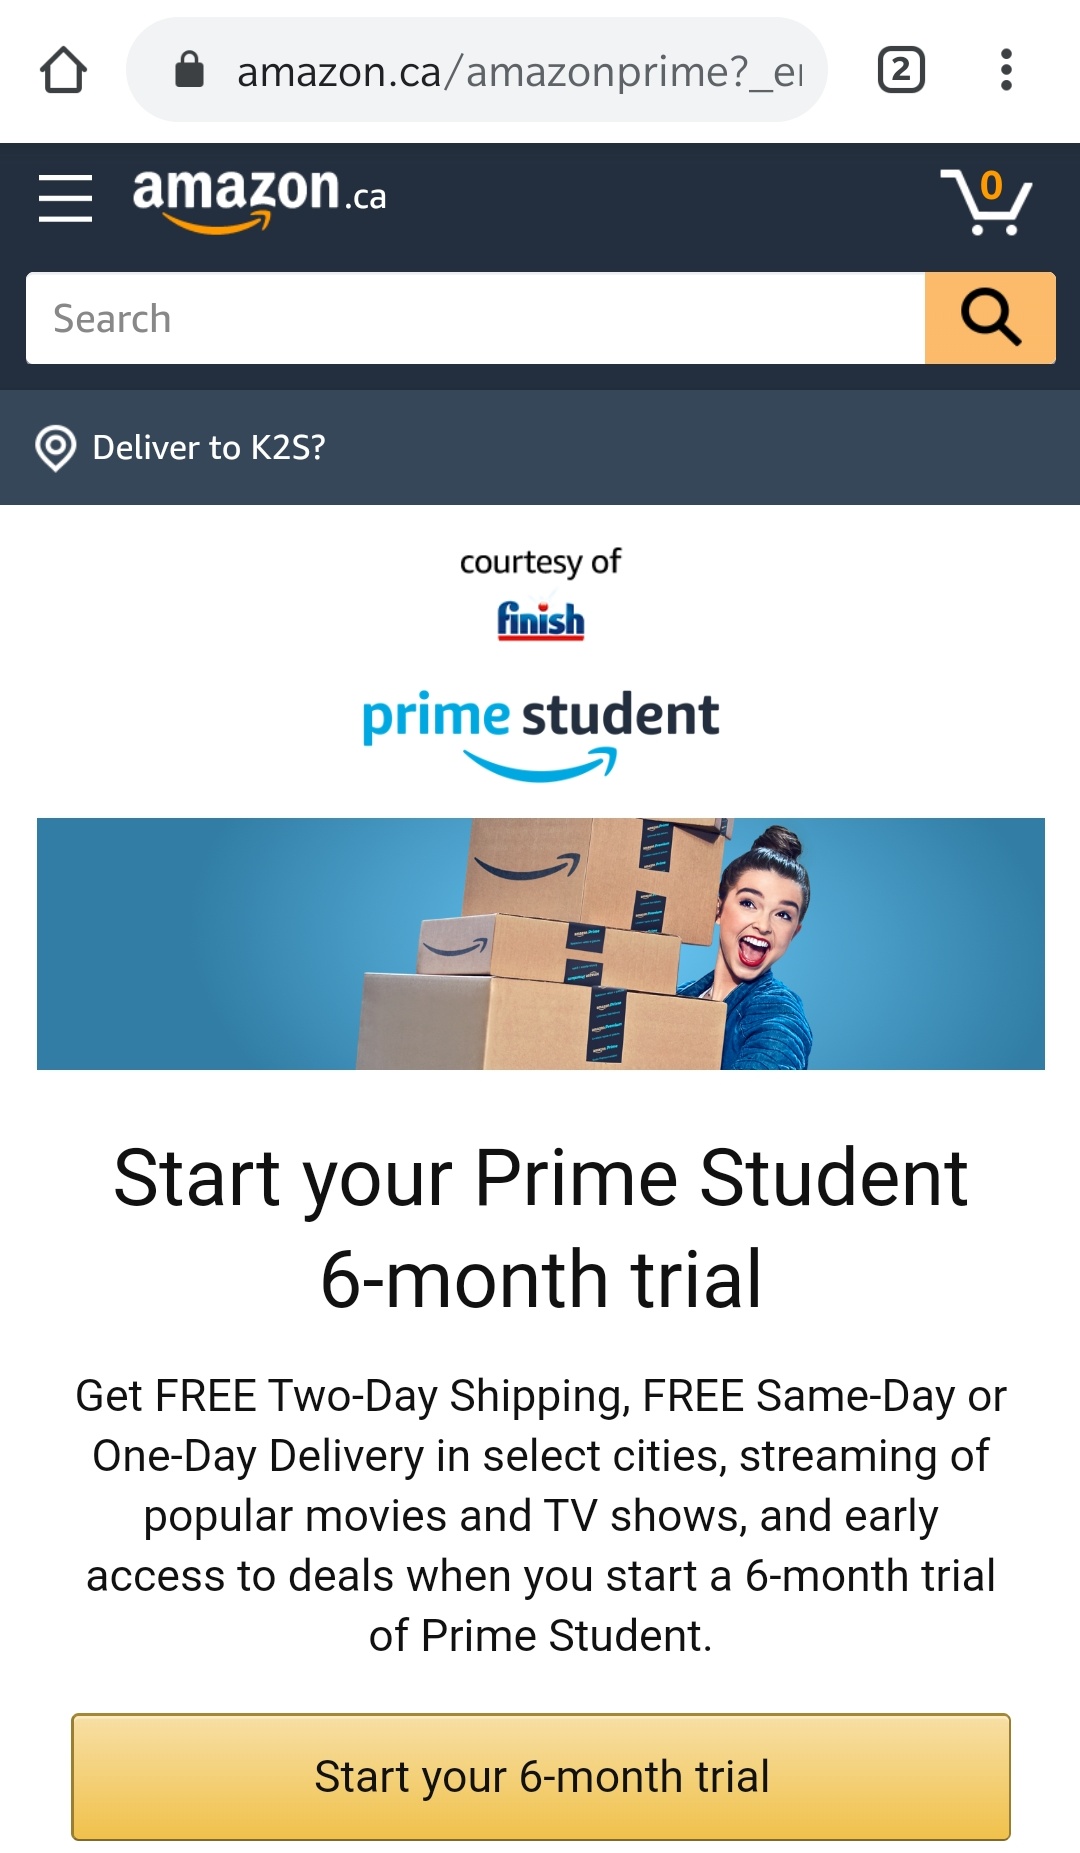 amazon.ca/amazonprime?_e
2
amazon.ca
0
Search
Deliver to K2S?
courtesy of
finish
prime student
Start your Prime Student
6-month trial
Get FREE Two-Day Shipping, FREE Same-Day or
One-Day Delivery in select cities, streaming of
popular movies and TV shows, and early
access to deals when you start a 6-month trial
of Prime Student.
Start your 6-month trial